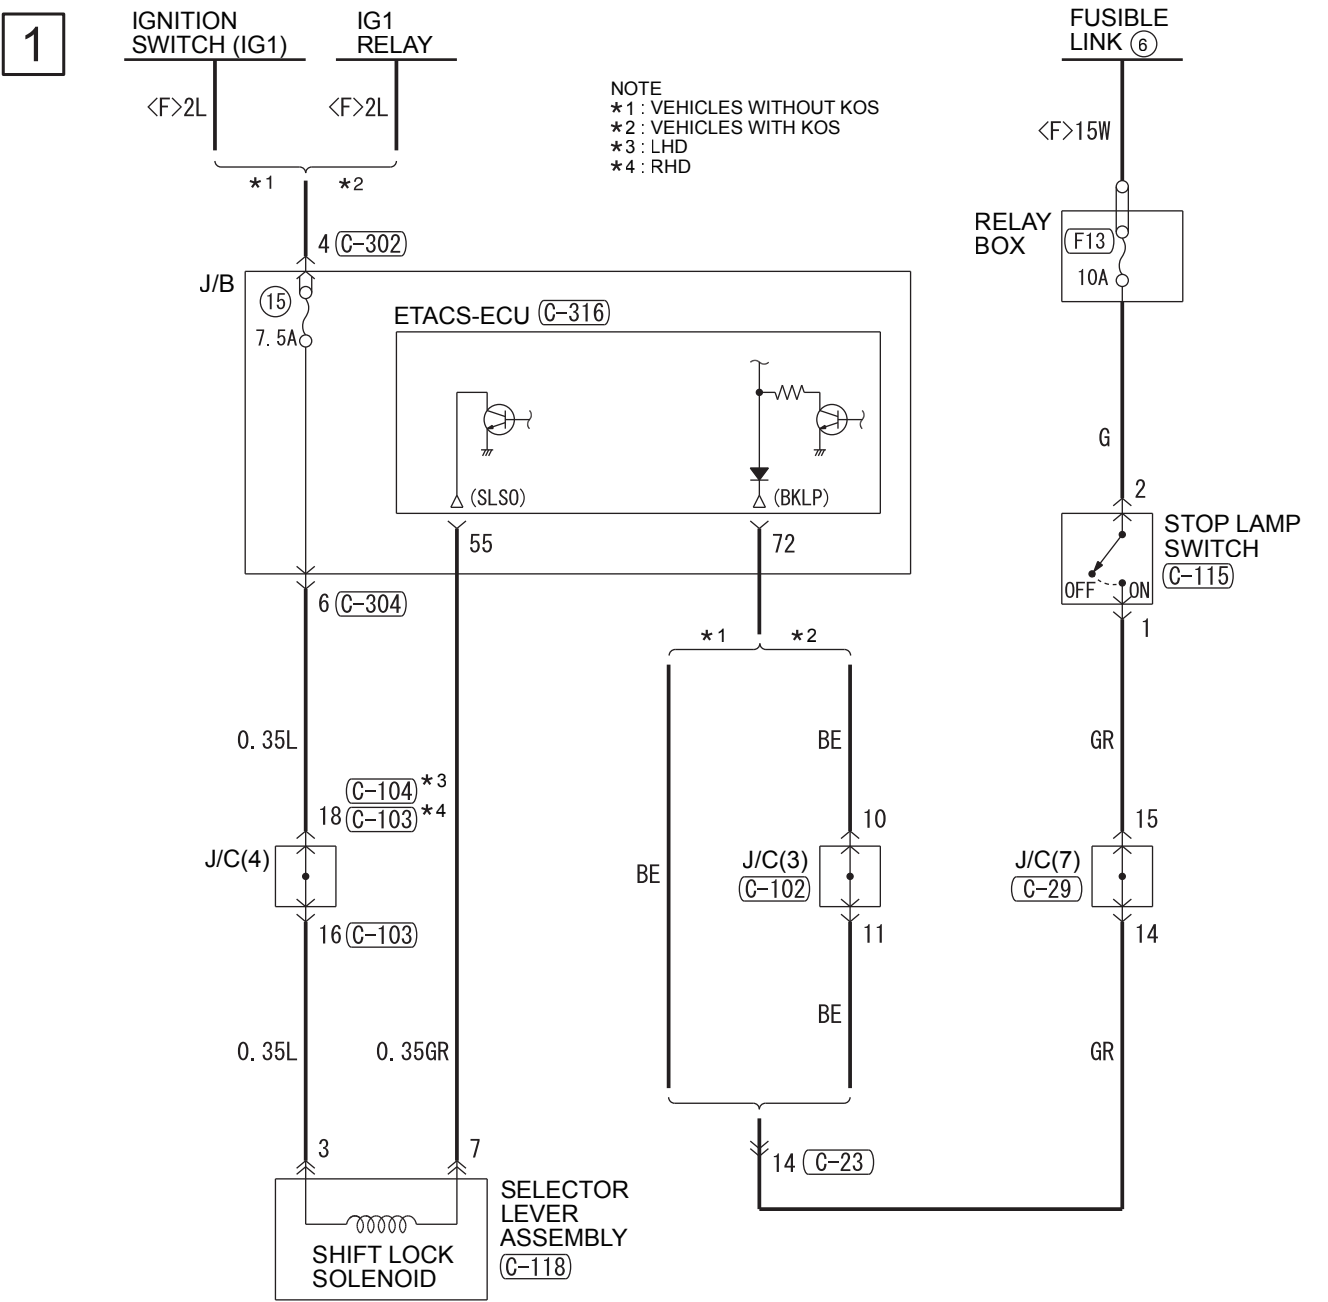 1
IGNITION
SWITCH (IG1)
IG1
RELAY
FUSIBLE
LINK 6
<F>2L
<F>2L
<F>15W
NOTE
*1 : VEHICLES WITHOUT KOS
*2 : VEHICLES WITH KOS
*3 : LHD
*4 : RHD
*1
*2
4 C-302
RELAY
BOX
F13
10A
J/B
15
7. 5A
ETACS-ECU C-316
G
(SLSO)
(BKLP)
2
STOP LAMP
SWITCH
C-115
OFF
ON
55
72
6 C-304
1
*1
*2
0. 35L
BE
GR
C-104 *3
18 C-103 *4
10
15
J/C(4)
J/C(3)
C-102
J/C(7)
C-29
BE
16 C-103
11
14
BE
0. 35L
0. 35GR
GR
3
7
14 C-23
SELECTOR
LEVER
ASSEMBLY
C-118
SHIFT LOCK
SOLENOID